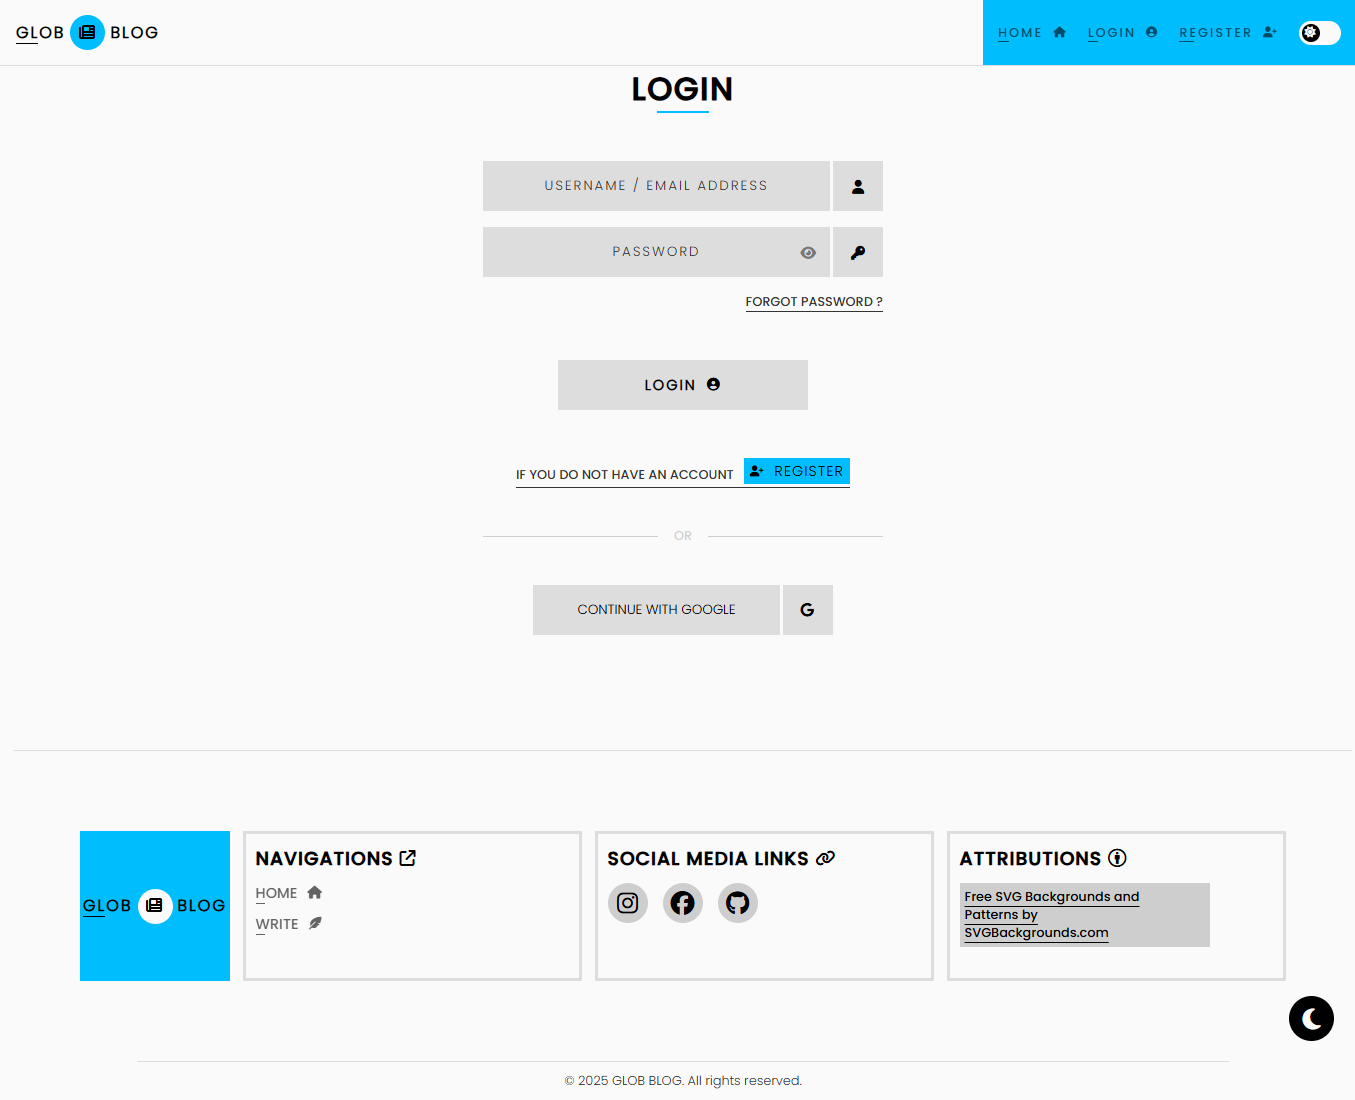 GLOB BLOG
HOME LOGIN REGISTER
LOGIN
USERNAME / EMAIL ADDRESS
PASSWORD
FORGOT PASSWORD ?
LOGIN
IF YOU DO NOT HAVE AN ACCOUNT REGISTER
OR
CONTINUE WITH GOOGLE
GLOB BLOG
NAVIGATIONS
HOME
WRITE
SOCIAL MEDIA LINKS
ATTRIBUTIONS
Free SVG Backgrounds and
Patterns by
SVGBackgrounds.com
© 2025 GLOB BLOG. All rights reserved.